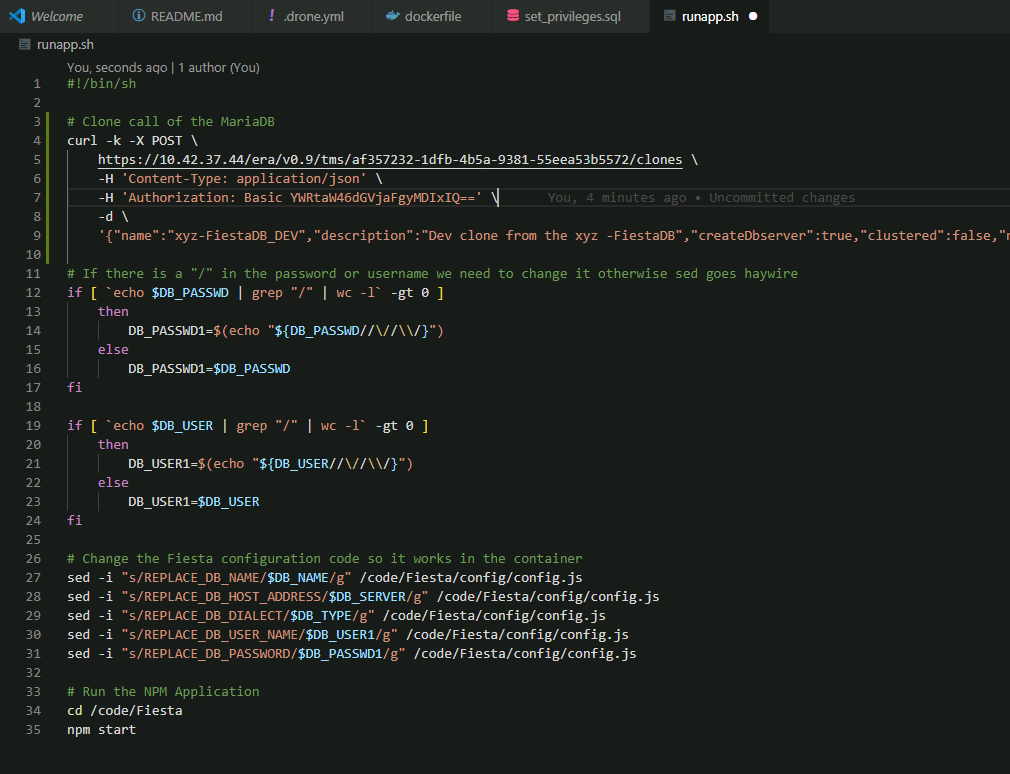 Welcome README.md .drone.yml dockerfile set_privileges.sql runapp.sh
runapp.sh
You, seconds ago | 1 author (You)
1 #!/bin/sh
2
3 # Clone call of the MariaDB
4 curl -k -X POST \
5 https://10.42.37.44/era/v0.9/tms/af357232-1dfb-4b5a-9381-55eea53b5572/clones \
6 -H 'Content-Type: application/json' \
7 -H 'Authorization: Basic YWRtaW46dGVjaFgyMDIxIQ==' \ You, 4 minutes ago • Uncommitted changes
8 -d \
9 '{"name":"xyz-FiestaDB_DEV","description":"Dev clone from the xyz -FiestaDB","createDbserver":true,"clustered":false,"
10
11 # If there is a "/" in the password or username we need to change it otherwise sed goes haywire
12 if [ `echo $DB_PASSWD | grep "/" | wc -l` -gt 0 ]
13 then
14 DB_PASSWD1=$(echo "${DB_PASSWD//\//\\/}")
15 else
16 DB_PASSWD1=$DB_PASSWD
17 fi
18
19 if [ `echo $DB_USER | grep "/" | wc -l` -gt 0 ]
20 then
21 DB_USER1=$(echo "${DB_USER//\//\\/}")
22 else
23 DB_USER1=$DB_USER
24 fi
25
26 # Change the Fiesta configuration code so it works in the container
27 sed -i "s/REPLACE_DB_NAME/$DB_NAME/g" /code/Fiesta/config/config.js
28 sed -i "s/REPLACE_DB_HOST_ADDRESS/$DB_SERVER/g" /code/Fiesta/config/config.js
29 sed -i "s/REPLACE_DB_DIALECT/$DB_TYPE/g" /code/Fiesta/config/config.js
30 sed -i "s/REPLACE_DB_USER_NAME/$DB_USER1/g" /code/Fiesta/config/config.js
31 sed -i "s/REPLACE_DB_PASSWORD/$DB_PASSWD1/g" /code/Fiesta/config/config.js
32
33 # Run the NPM Application
34 cd /code/Fiesta
35 npm start